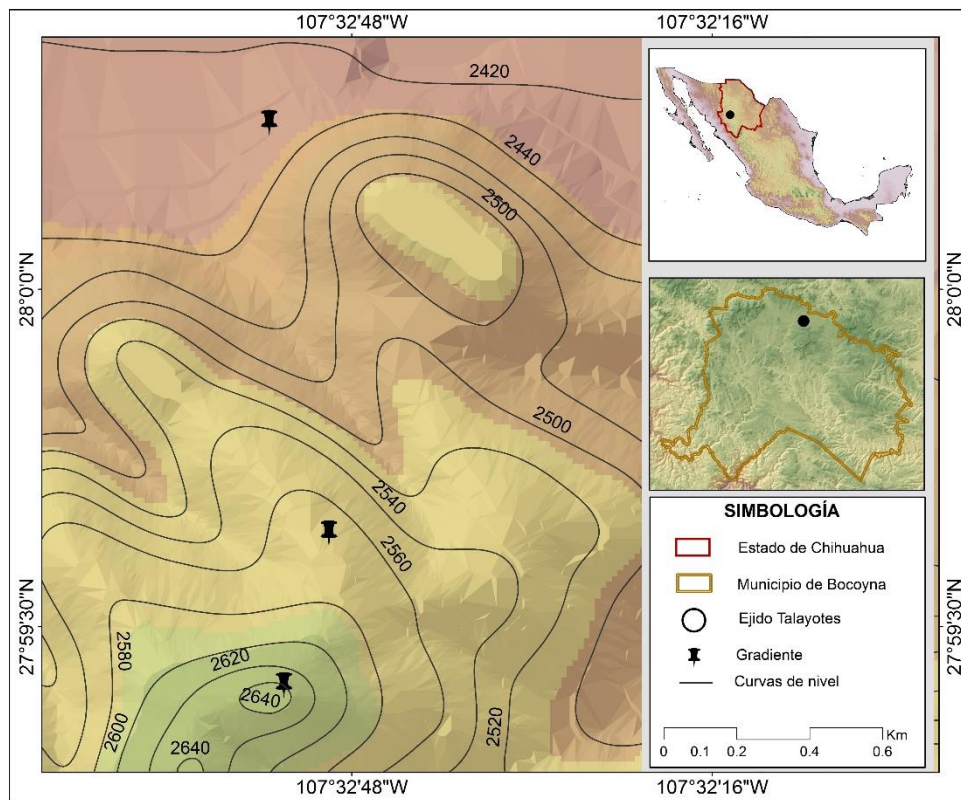 107°32'48"W
107°32'16"W
2420
2440
2500
28°0'0"N
28°0'0"N
2500
2540
2560
27°59'30"N
27°59'30"N
2580
2620
2640
2600
2640
2520
SIMBOLOGÍA
Estado de Chihuahua
Municipio de Bocoyna
Ejido Talayotes
Gradiente
Curvas de nivel
Km
0 0.1 0.2 0.4 0.6
107°32'48"W
107°32'16"W